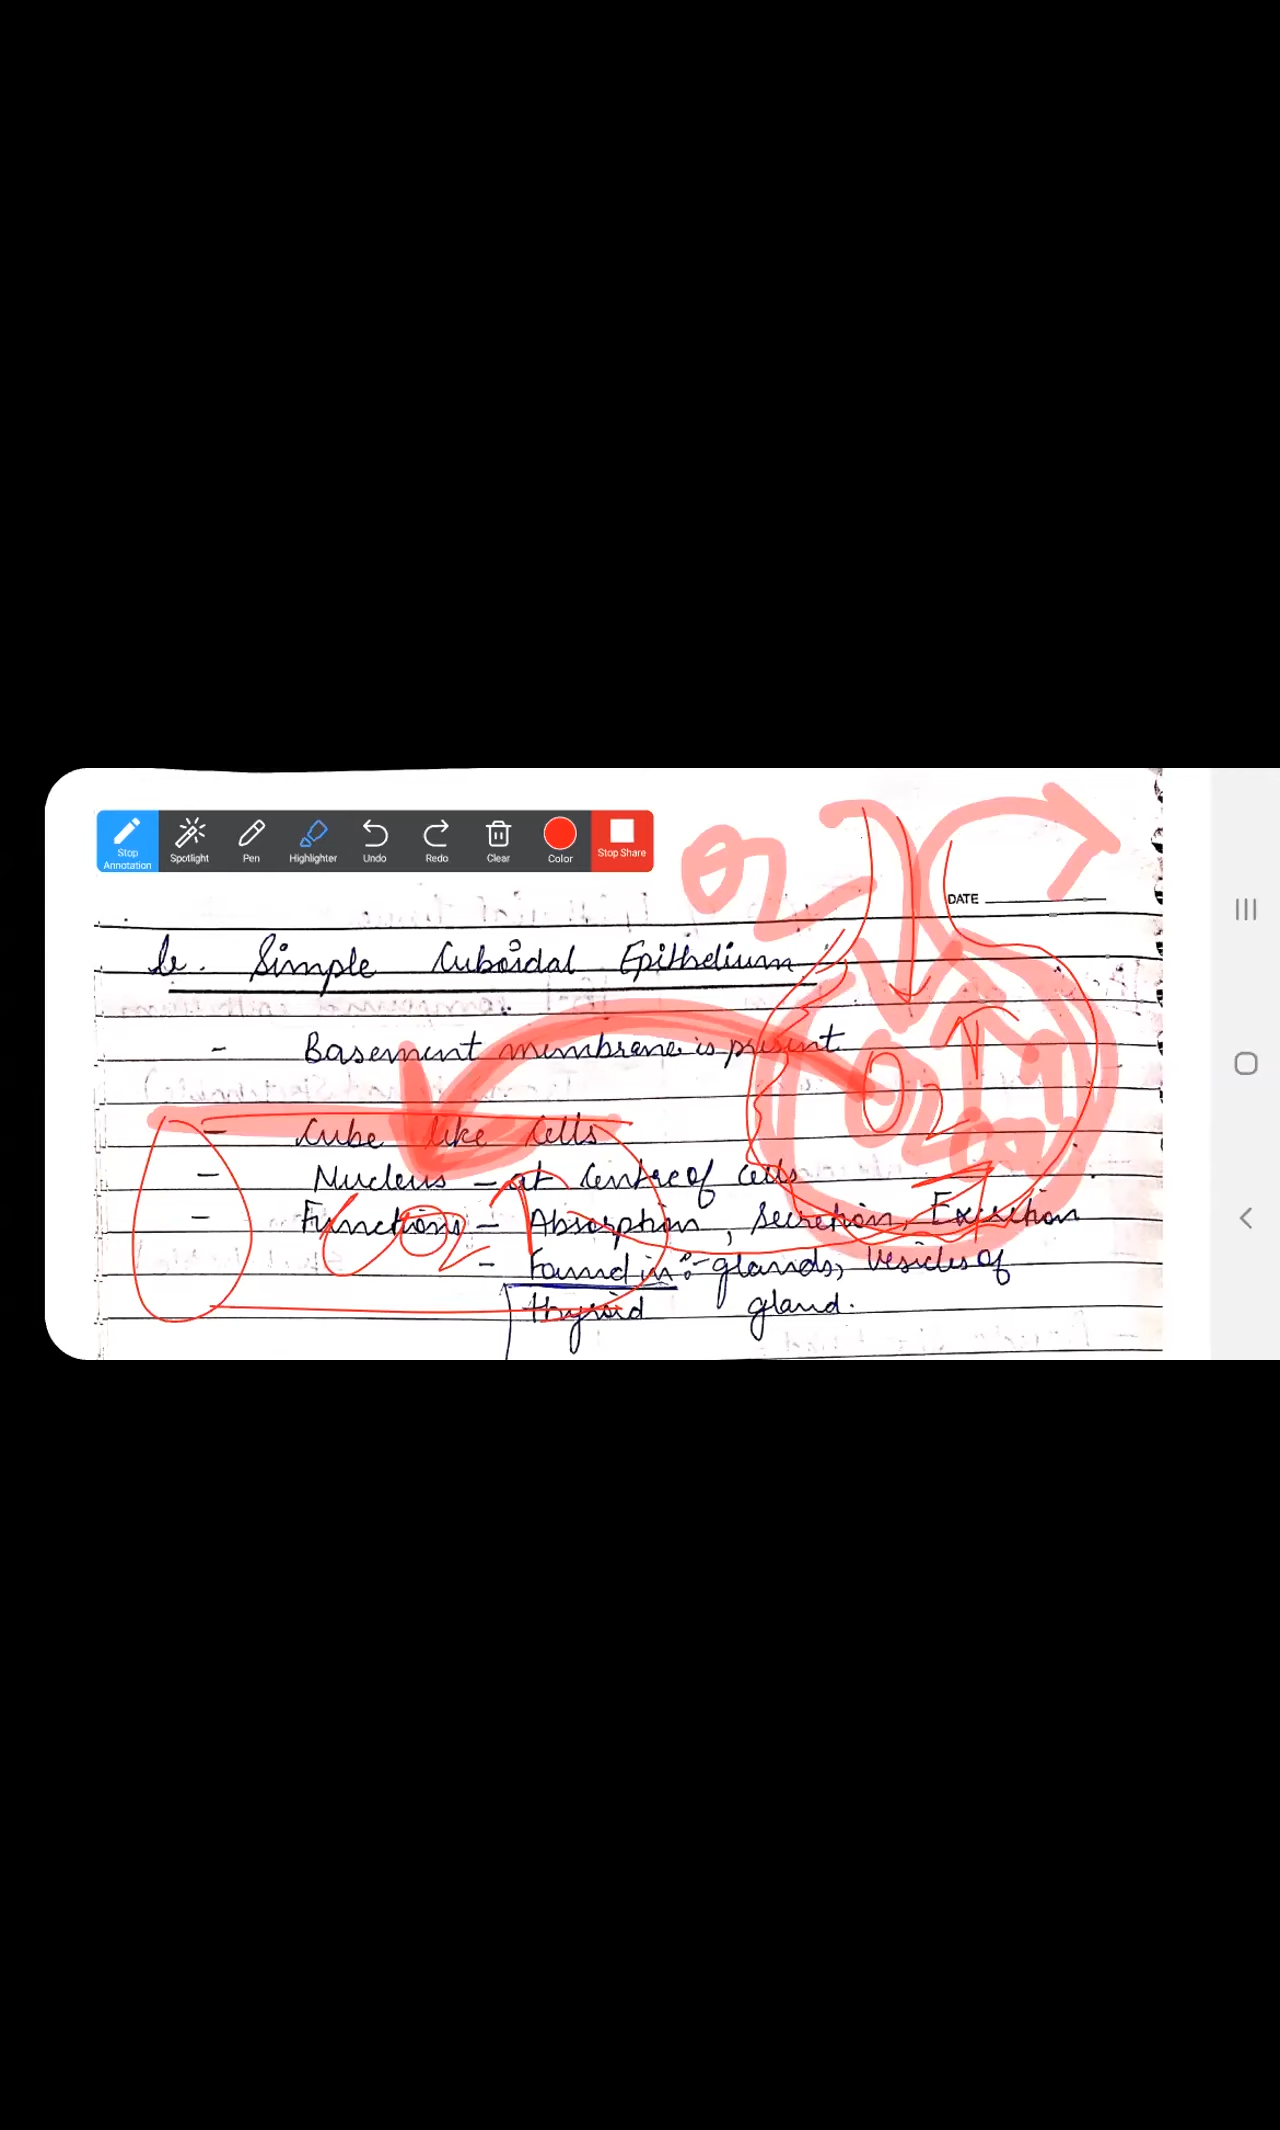 Stop Annotation
Spotlight
Pen
Highlighter
Undo
Redo
Clear
Color
Stop Share
O2
DATE
b. Simple Cuboidal Epithelium
- Basement membrane is present
O2
- Cube like cells
- Nucleus - at Centre of cells
- Functions - Absorption, Secretion, Exirition
CO2
- Found in :- glands, Vesicles of
thyroid gland.